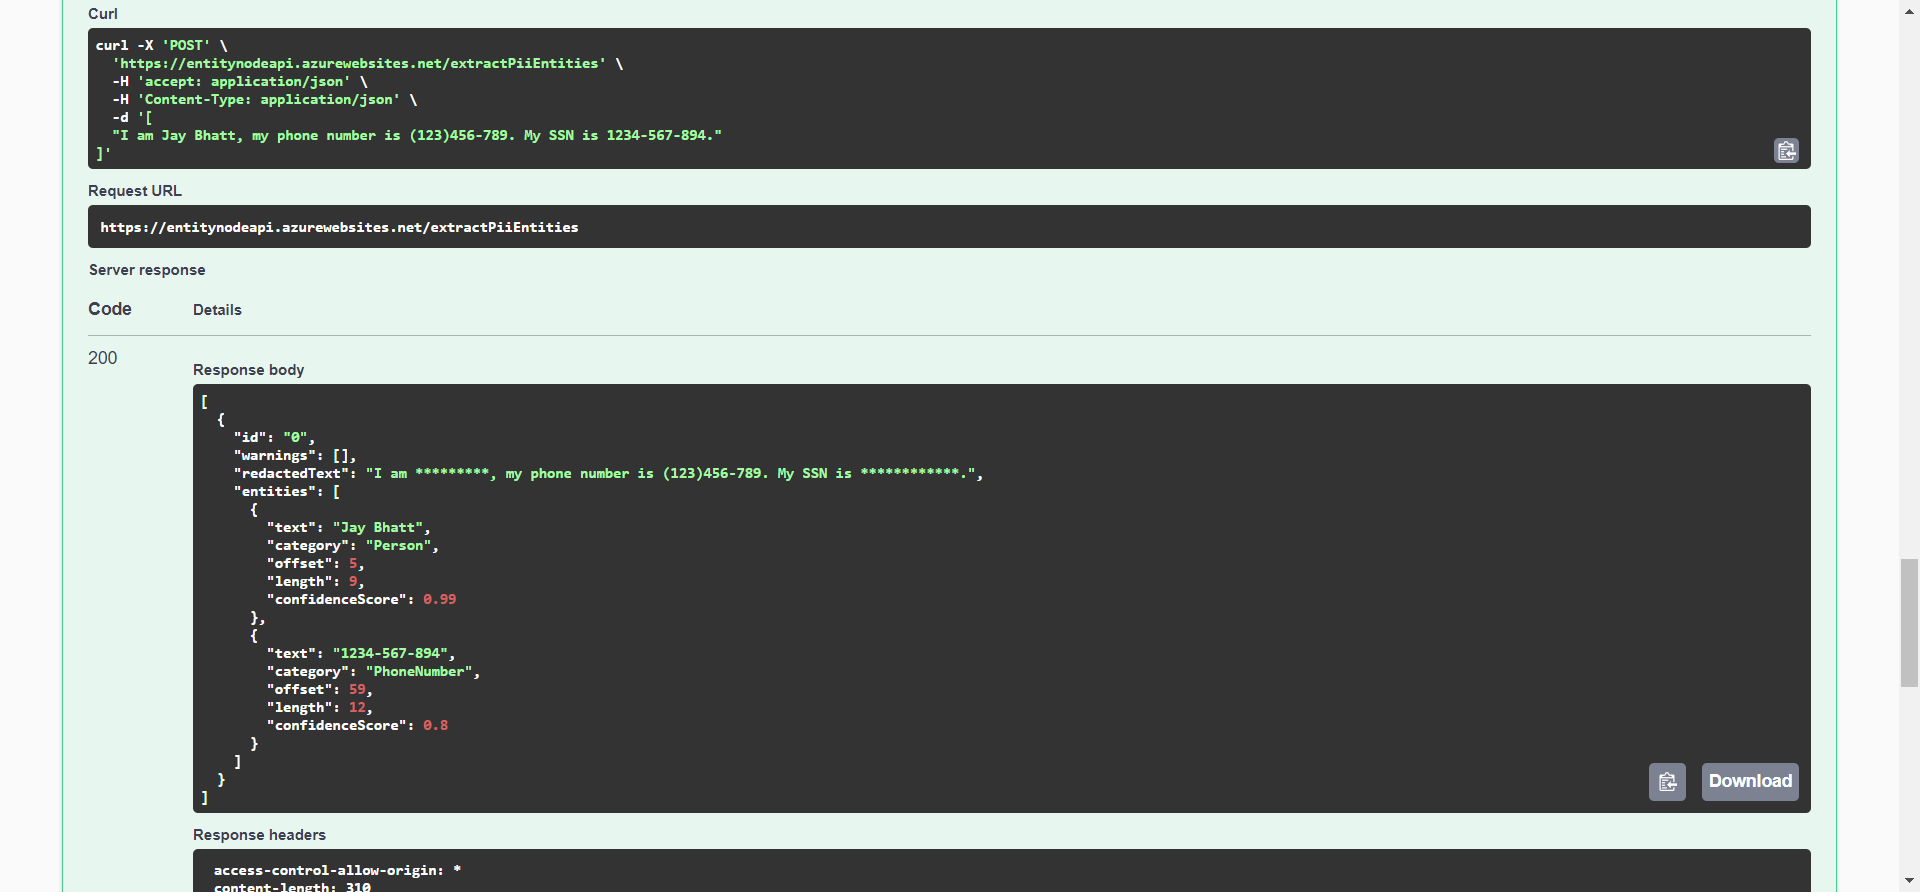 Curl
curl -X 'POST' \
  'https://entitynodeapi.azurewebsites.net/extractPiiEntities' \
  -H 'accept: application/json' \
  -H 'Content-Type: application/json' \
  -d '[
  "I am Jay Bhatt, my phone number is (123)456-789. My SSN is 1234-567-894."
]'
Request URL
https://entitynodeapi.azurewebsites.net/extractPiiEntities
Server response
Code Details
200
Response body
[
  {
    "id": "0",
    "warnings": [],
    "redactedText": "I am *********, my phone number is (123)456-789. My SSN is ************.",
    "entities": [
      {
        "text": "Jay Bhatt",
        "category": "Person",
        "offset": 5,
        "length": 9,
        "confidenceScore": 0.99
      },
      {
        "text": "1234-567-894",
        "category": "PhoneNumber",
        "offset": 59,
        "length": 12,
        "confidenceScore": 0.8
      }
    ]
  }
]
Download
Response headers
access-control-allow-origin: *
content-length: 310